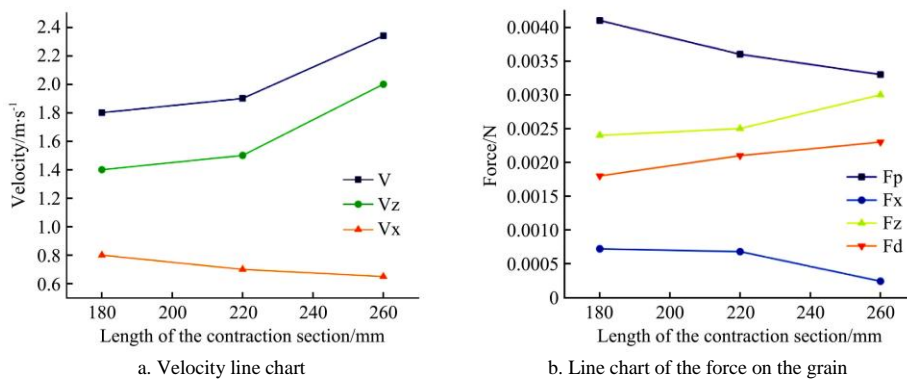 2.4
2.2
2.0
1.8
1.6
1.4
1.2
1.0
0.8
0.6
Velocity/m·s⁻¹
V
Vz
Vx
180 200 220 240 260
Length of the contraction section/mm
a. Velocity line chart
0.0040
0.0035
0.0030
0.0025
0.0020
0.0015
0.0010
0.0005
0
Force/N
Fp
Fx
Fz
Fd
180 200 220 240 260
Length of the contraction section/mm
b. Line chart of the force on the grain